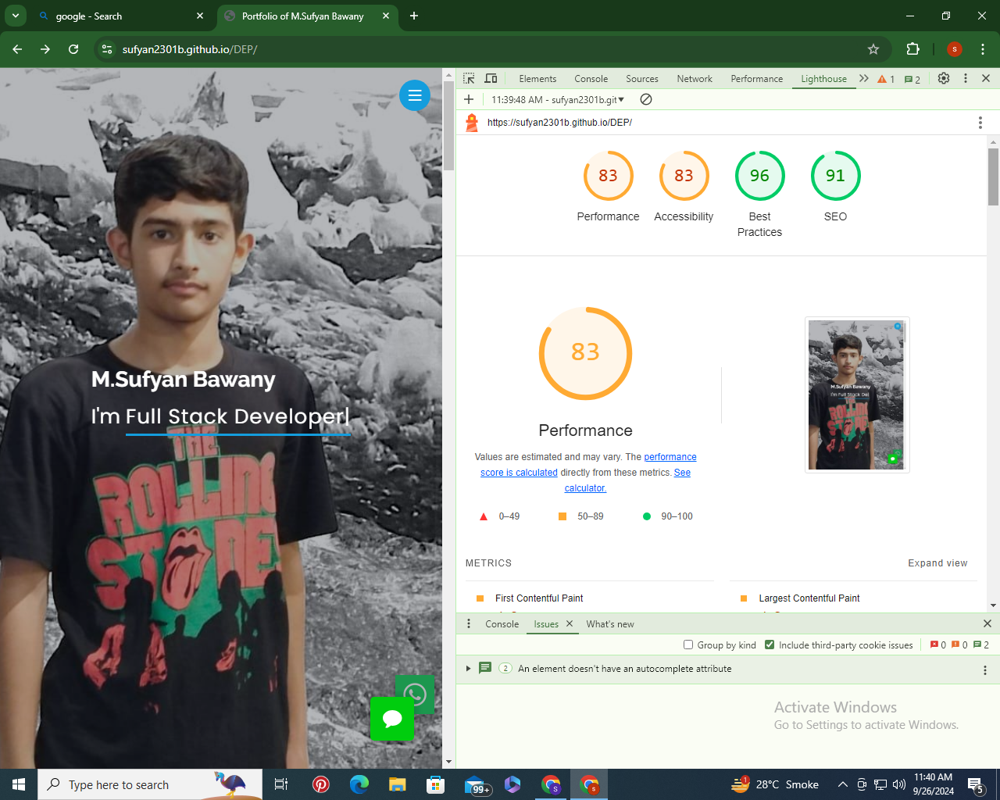 google - Search
Portfolio of M.Sufyan Bawany
sufyan2301b.github.io/DEP/
s
Elements
Console
Sources
Network
Performance
Lighthouse
1
2
11:39:48 AM - sufyan2301b.git
https://sufyan2301b.github.io/DEP/
83
83
96
91
Performance
Accessibility
Best
Practices
SEO
83
Performance
Values are estimated and may vary. The performance
score is calculated directly from these metrics. See
calculator.
0–49
50–89
90–100
METRICS
Expand view
First Contentful Paint
Largest Contentful Paint
M.Sufyan Bawany
I'm Full Stack Developer|
THE
ROLLING
STONE
M.Sufyan Bawany
I'm Full Stack Del
Console
Issues
What's new
Group by kind
Include third-party cookie issues
0
0
2
2
An element doesn't have an autocomplete attribute
Activate Windows
Go to Settings to activate Windows.
Type here to search
99+
S
s
1
28°C Smoke
11:40 AM
9/26/2024
5